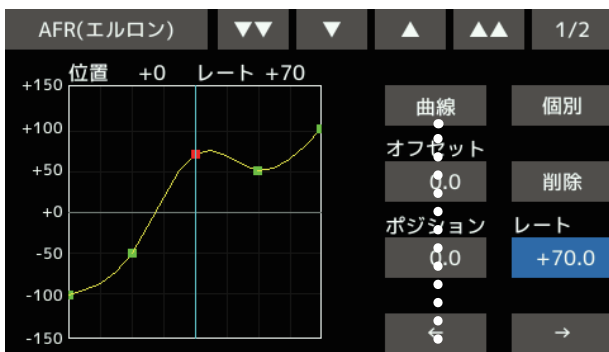 AFR(エルロン) ▼▼ ▼ ▲ ▲▲ 1/2
位置 +0 レート +70
+150
+100
+50
+0
-50
-100
-150
曲線 個別
オフセット
0.0 削除
ポジション レート
0.0 +70.0
← →